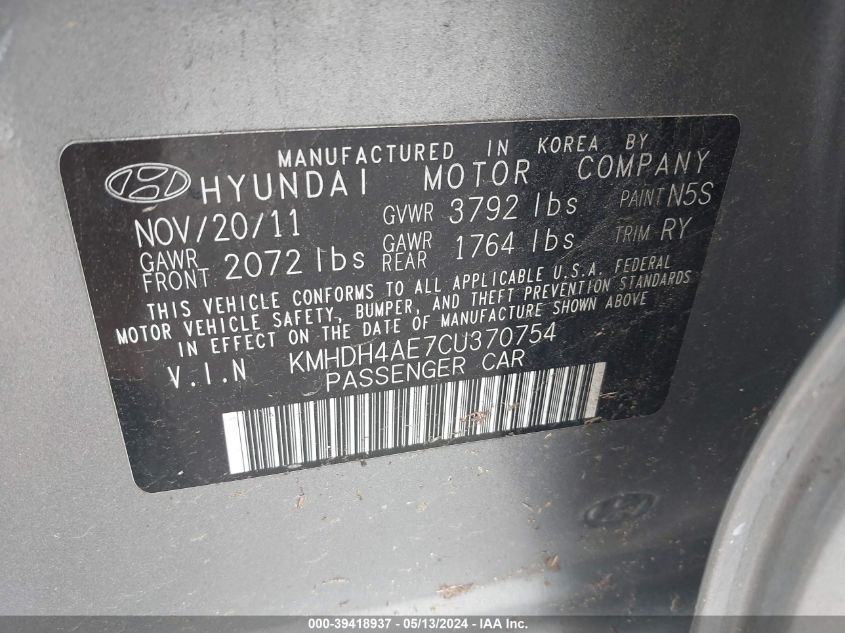 MANUFACTURED IN KOREA BY
HYUNDAI MOTOR COMPANY
NOV/20/11 GVWR 3792 lbs PAINT N5S
GAWR FRONT 2072 lbs GAWR REAR 1764 lbs TRIM RY
THIS VEHICLE CONFORMS TO ALL APPLICABLE U.S.A. FEDERAL
MOTOR VEHICLE SAFETY, BUMPER, AND THEFT PREVENTION STANDARDS
IN EFFECT ON THE DATE OF MANUFACTURE SHOWN ABOVE
V.I.N KMHDH4AE7CU370754
PASSENGER CAR
000-39418937 - 05/13/2024 - IAA Inc.